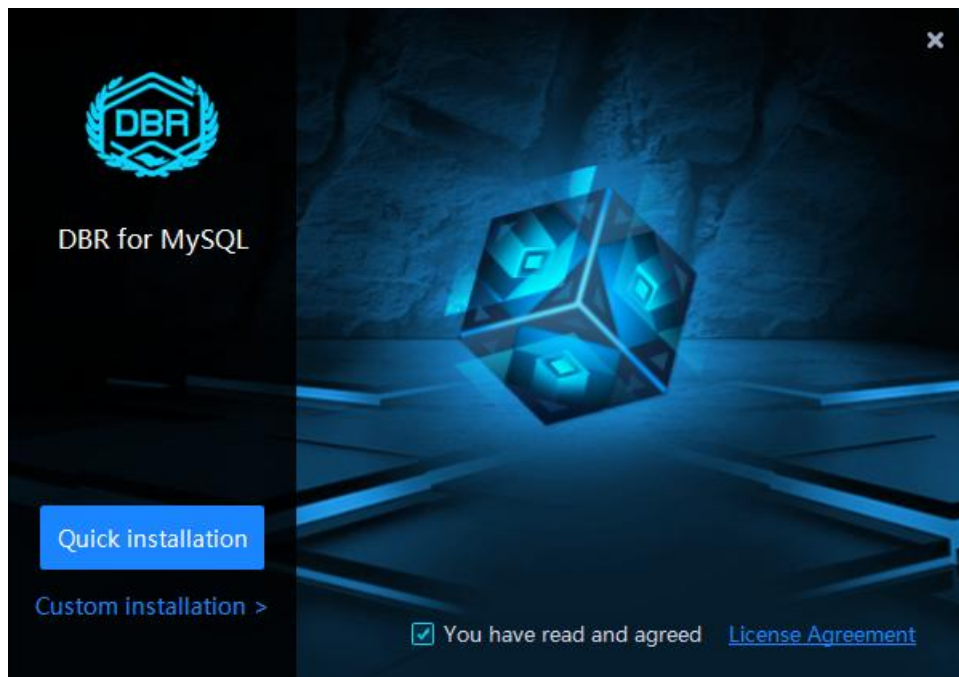 DBR
DBR for MySQL
Quick installation
Custom installation >
You have read and agreed License Agreement